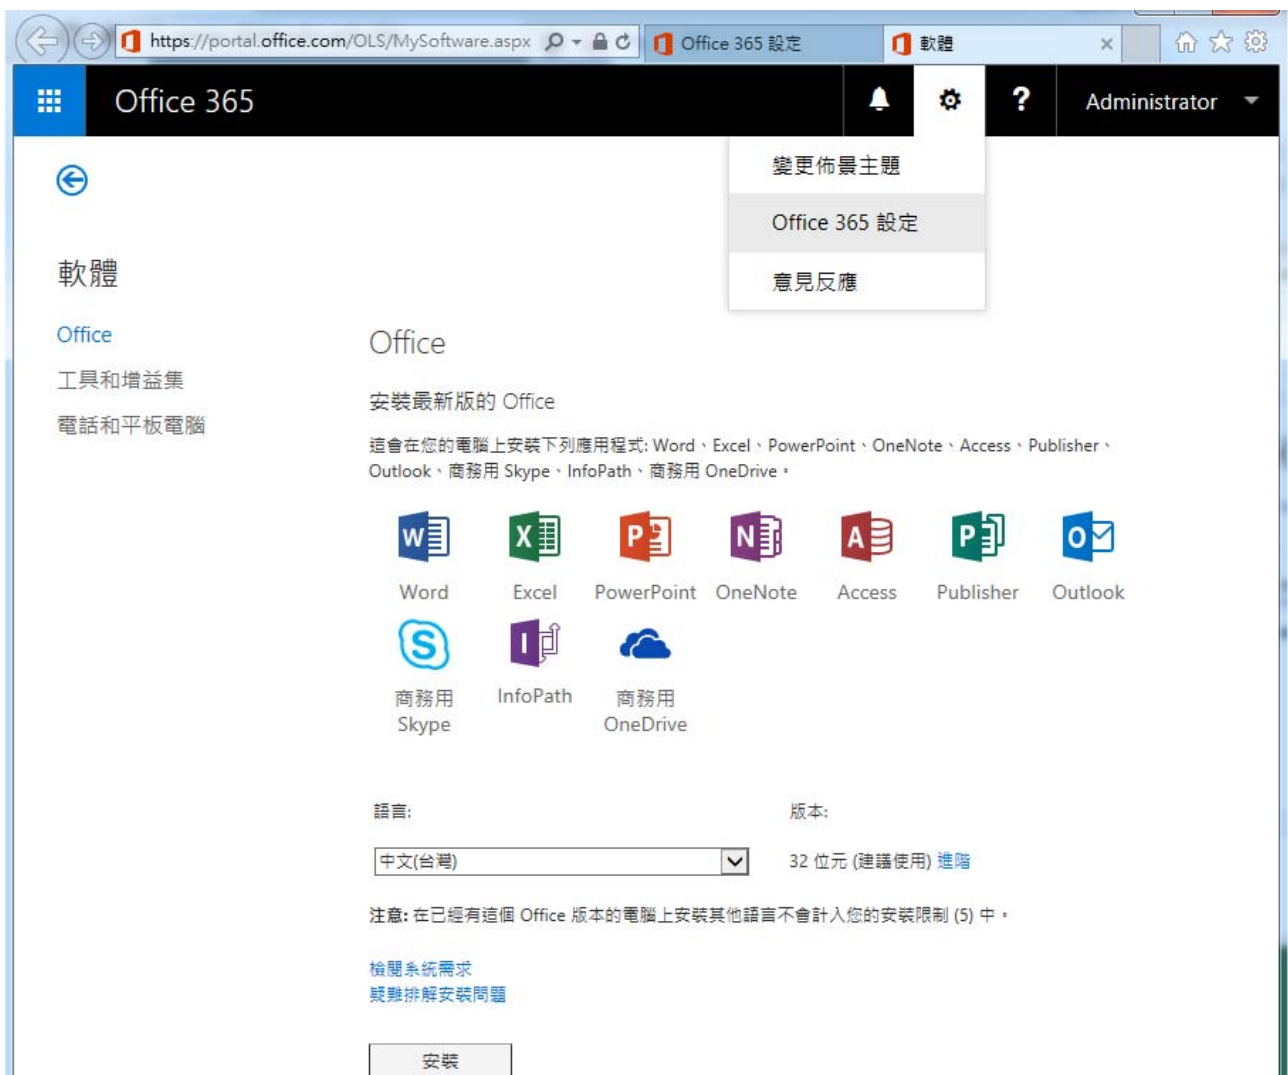 https://portal.office.com/OLS/MySoftware.aspx
Office 365 設定
軟體
Office 365
?
Administrator
變更佈景主題
Office 365 設定
意見反應
軟體
Office
工具和增益集
電話和平板電腦
Office
安裝最新版的 Office
這會在您的電腦上安裝下列應用程式: Word、Excel、PowerPoint、OneNote、Access、Publisher、
Outlook、商務用 Skype、InfoPath、商務用 OneDrive。
Word
Excel
PowerPoint
OneNote
Access
Publisher
Outlook
商務用
Skype
InfoPath
商務用
OneDrive
語言:
版本:
中文(台灣)
32 位元 (建議使用) 進階
注意: 在已經有這個 Office 版本的電腦上安裝其他語言不會計入您的安裝限制 (5) 中。
檢閱系統需求
疑難排解安裝問題
安裝